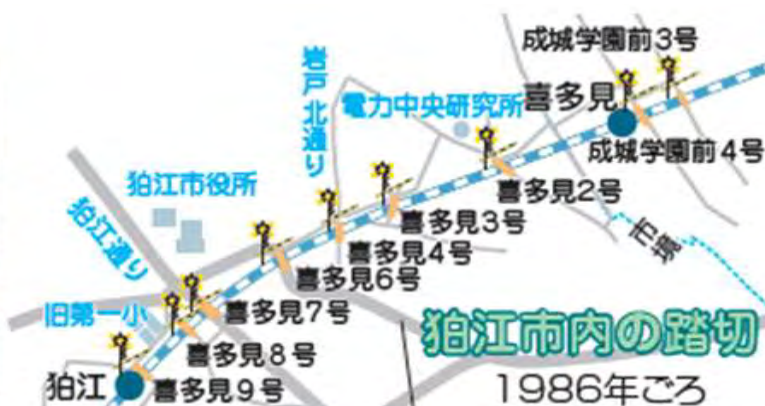 成城学園前3号
喜多見
岩戸北通り
電力中央研究所
成城学園前4号
喜多見2号
狛江市役所
喜多見3号
市境
狛江通り
喜多見4号
喜多見6号
旧第一小
喜多見7号
狛江市内の踏切
喜多見8号
1986年ごろ
狛江
喜多見9号